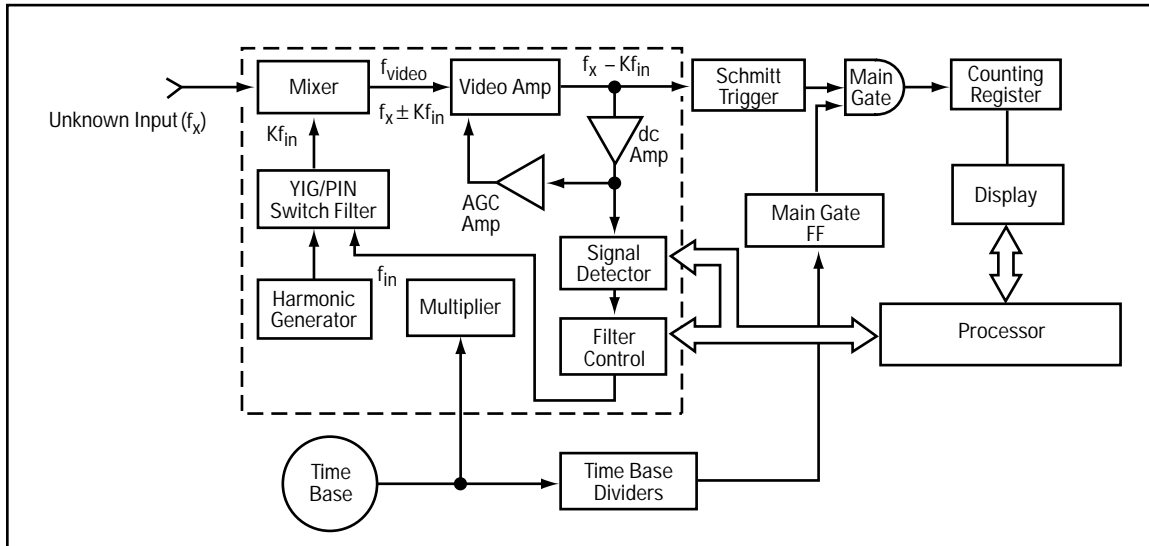 Unknown Input (fx)
Mixer
fvideo
fx ± Kfin
Video Amp
fx – Kfin
Schmitt
Trigger
Main
Gate
Counting
Register
Kfin
dc
Amp
YIG/PIN
Switch Filter
AGC
Amp
Main Gate
FF
Display
fin
Signal
Detector
Harmonic
Generator
Multiplier
Filter
Control
Processor
Time
Base
Time Base
Dividers